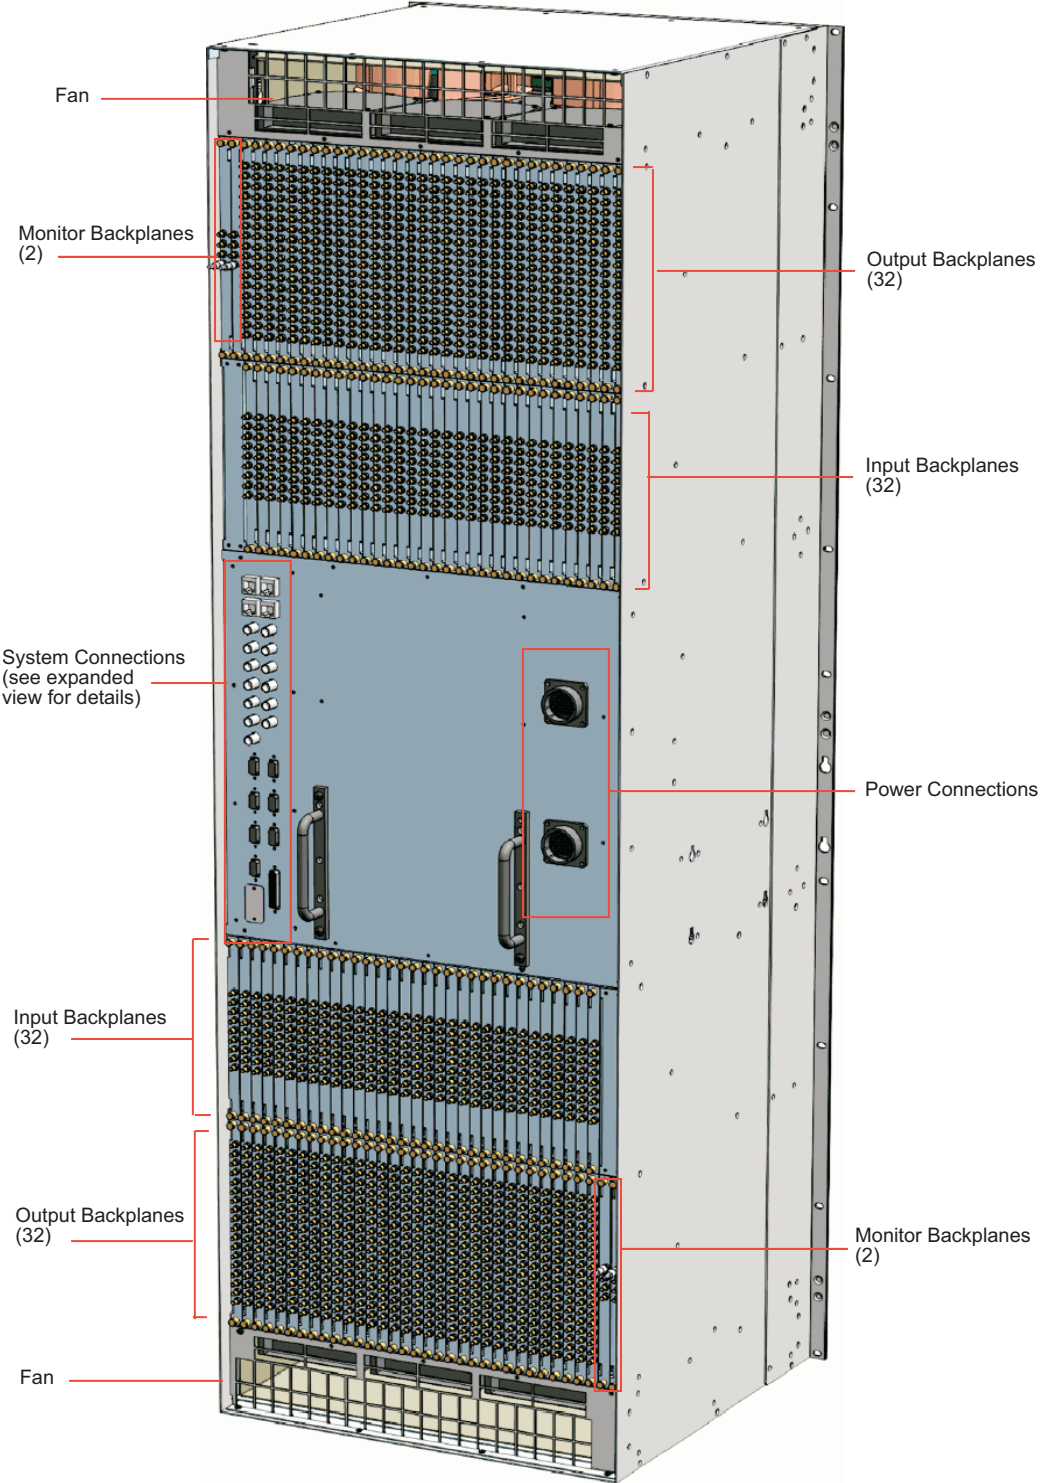 Fan
Monitor Backplanes
(2)
Output Backplanes
(32)
Input Backplanes
(32)
System Connections
(see expanded
view for details)
Power Connections
Input Backplanes
(32)
Output Backplanes
(32)
Monitor Backplanes
(2)
Fan